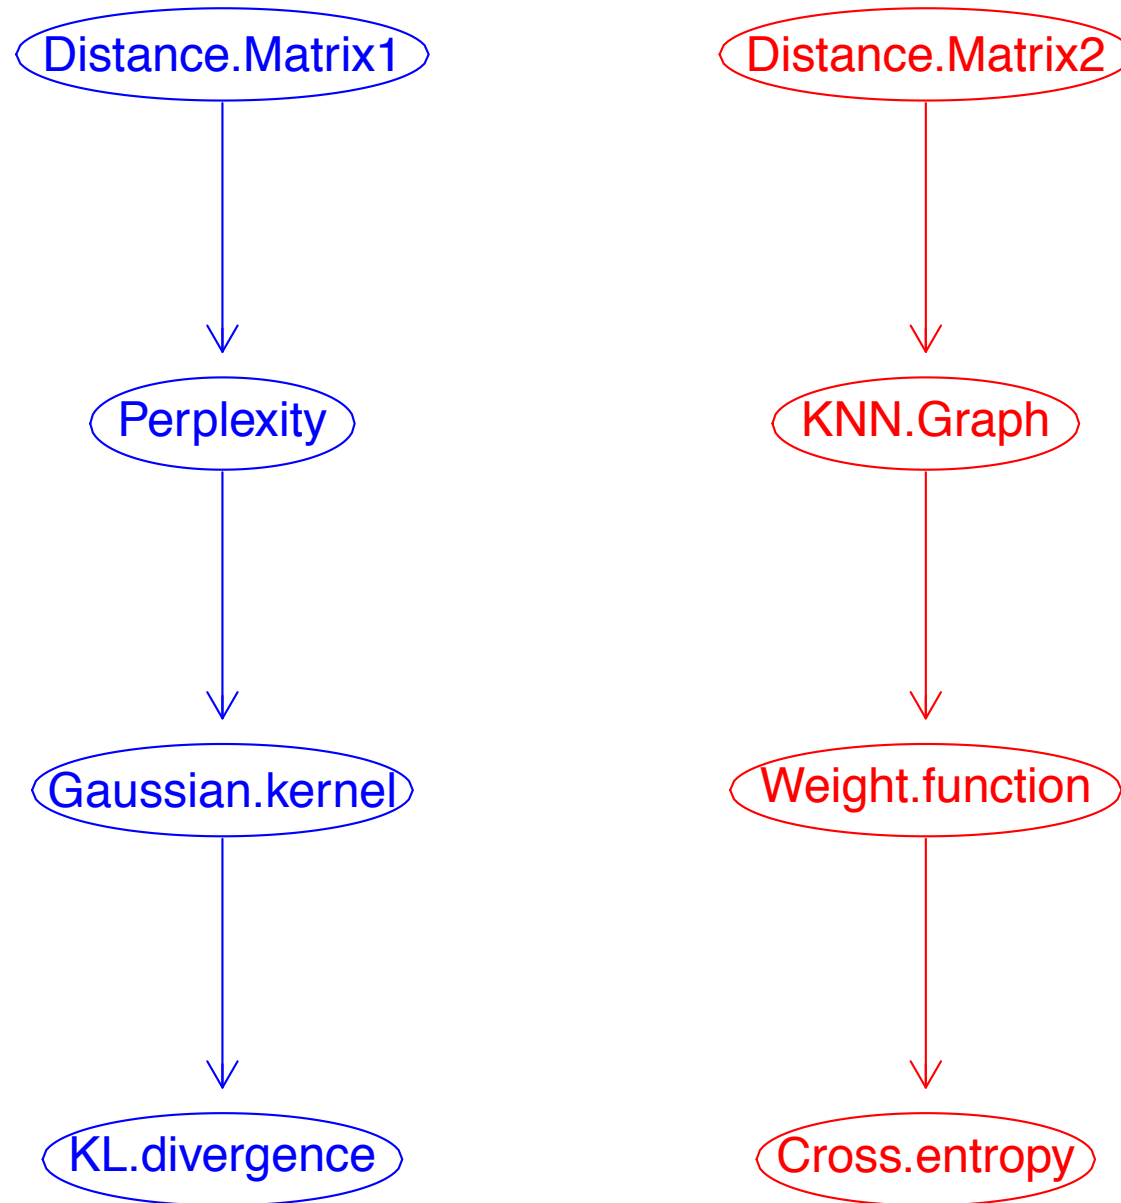 Distance.Matrix1
Distance.Matrix2
Perplexity
KNN.Graph
Gaussian.kernel
Weight.function
KL.divergence
Cross.entropy